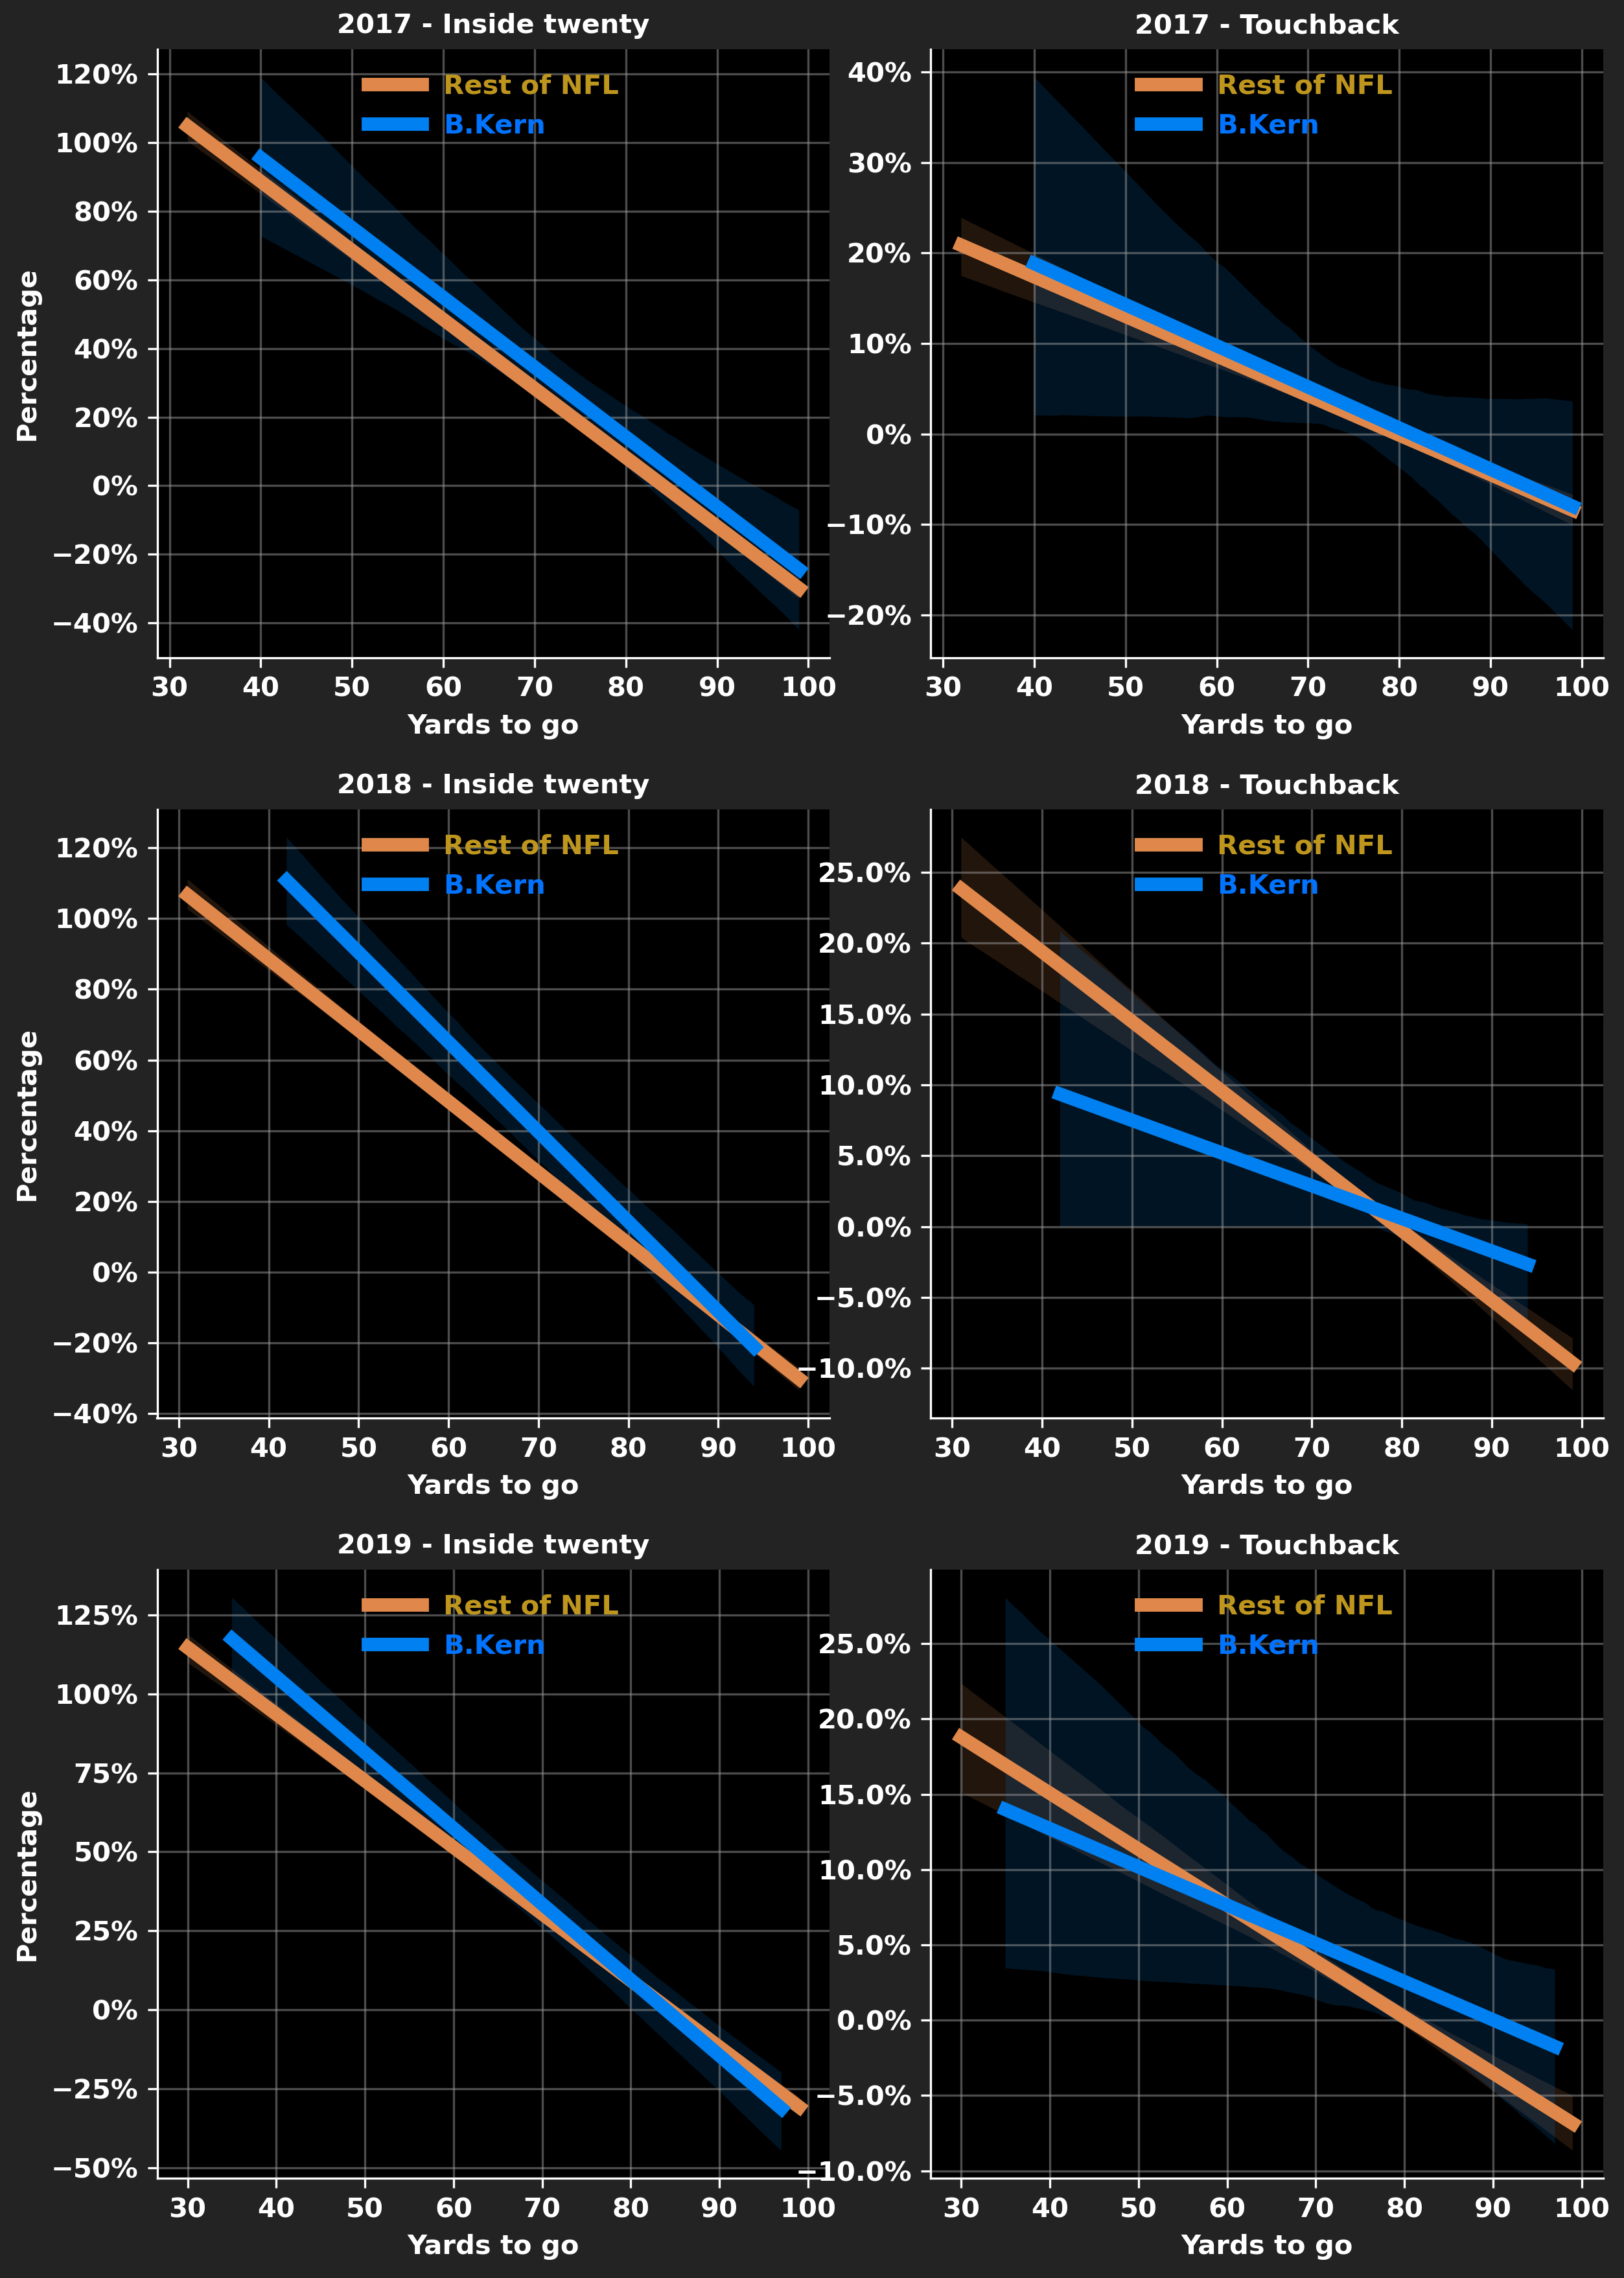 2017 - Inside twenty
Rest of NFL
B.Kern
120%
100%
80%
60%
40%
20%
0%
−20%
−40%
Percentage
30 40 50 60 70 80 90 100
Yards to go
2017 - Touchback
Rest of NFL
B.Kern
40%
30%
20%
10%
0%
−10%
−20%
30 40 50 60 70 80 90 100
Yards to go
2018 - Inside twenty
Rest of NFL
B.Kern
120%
100%
80%
60%
40%
20%
0%
−20%
−40%
Percentage
30 40 50 60 70 80 90 100
Yards to go
2018 - Touchback
Rest of NFL
B.Kern
25.0%
20.0%
15.0%
10.0%
5.0%
0.0%
−5.0%
−10.0%
30 40 50 60 70 80 90 100
Yards to go
2019 - Inside twenty
Rest of NFL
B.Kern
125%
100%
75%
50%
25%
0%
−25%
−50%
Percentage
30 40 50 60 70 80 90 100
Yards to go
2019 - Touchback
Rest of NFL
B.Kern
25.0%
20.0%
15.0%
10.0%
5.0%
0.0%
−5.0%
−10.0%
30 40 50 60 70 80 90 100
Yards to go